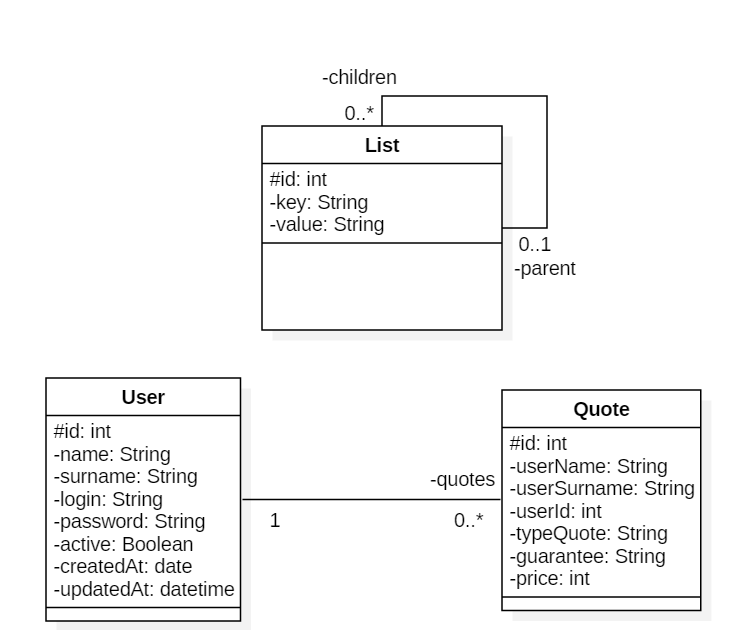 -children
0..*
List
#id: int
-key: String
-value: String
0..1
-parent
User
#id: int
-name: String
-surname: String
-login: String
-password: String
-active: Boolean
-createdAt: date
-updatedAt: datetime
-quotes
1
0..*
Quote
#id: int
-userName: String
-userSurname: String
-userId: int
-typeQuote: String
-guarantee: String
-price: int